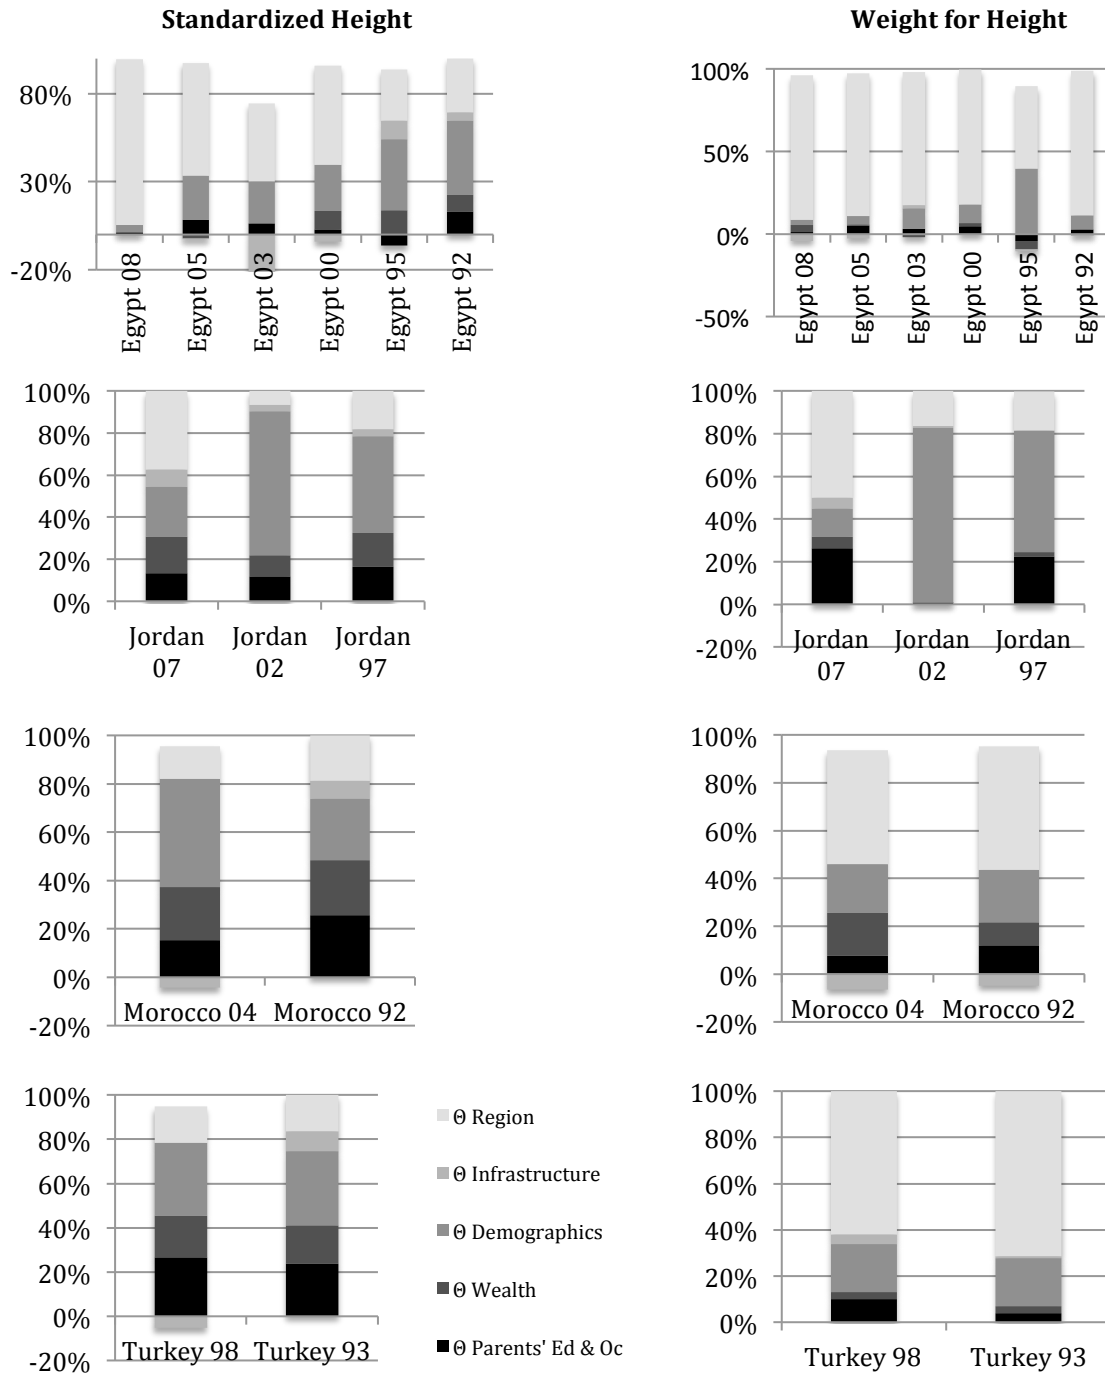 Standardized Height
80%
30%
-20%
Egypt 08
Egypt 05
Egypt 03
Egypt 00
Egypt 95
Egypt 92
Weight for Height
100%
50%
0%
-50%
Egypt 08
Egypt 05
Egypt 03
Egypt 00
Egypt 95
Egypt 92
100%
80%
60%
40%
20%
0%
Jordan 07
Jordan 02
Jordan 97
100%
80%
60%
40%
20%
0%
-20%
Jordan 07
Jordan 02
Jordan 97
100%
80%
60%
40%
20%
0%
-20%
Morocco 04 Morocco 92
100%
80%
60%
40%
20%
0%
-20%
Morocco 04 Morocco 92
100%
80%
60%
40%
20%
0%
-20%
Turkey 98 Turkey 93
Θ Region
Θ Infrastructure
Θ Demographics
Θ Wealth
Θ Parents' Ed & Oc
100%
80%
60%
40%
20%
0%
Turkey 98 Turkey 93